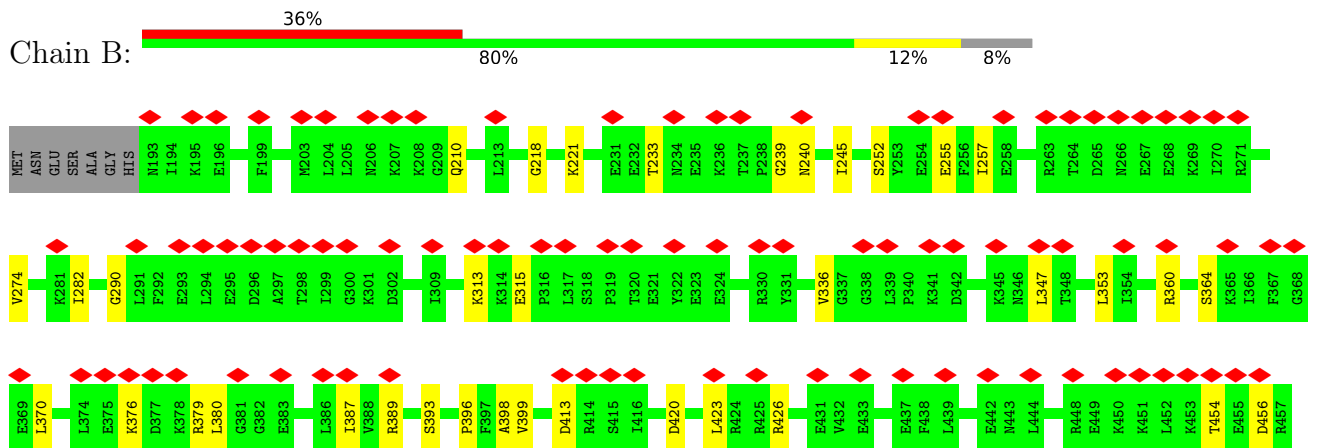 36%
Chain B:
80% 12% 8%
MET ASN GLU SER ALA GLY HIS N193 I194 K195 E196 F199 M203 L204 L205 N206 K207 K208 G209 Q210 L213 G218 K221 E231 E232 T233 N234 E235 K236 T237 P238 G239 N240 I245 S252 Y253 E254 E255 F256 I257 E258 R263 T264 D265 N266 E267 E268 K269 I270 R271
V274 K281 I282 G290 L291 F292 E293 L294 E295 D296 A297 T298 I299 G300 K301 D302 I309 K313 K314 E315 P316 L317 S318 P319 T320 E321 Y322 E323 E324 R330 Y331 V336 G337 G338 L339 P340 K341 D342 K345 N346 L347 T348 L353 I354 R360 S364 K365 I366 F367 G368
E369 L370 L374 E375 K376 D377 K378 R379 L380 G381 G382 E383 L386 I387 V388 R389 S393 P396 F397 A398 V399 D413 R414 S415 I416 D420 L423 R424 R425 R426 E431 V432 E433 E437 F438 L439 E442 N443 L444 R448 E449 K450 K451 L452 K453 T454 E455 D456 R457